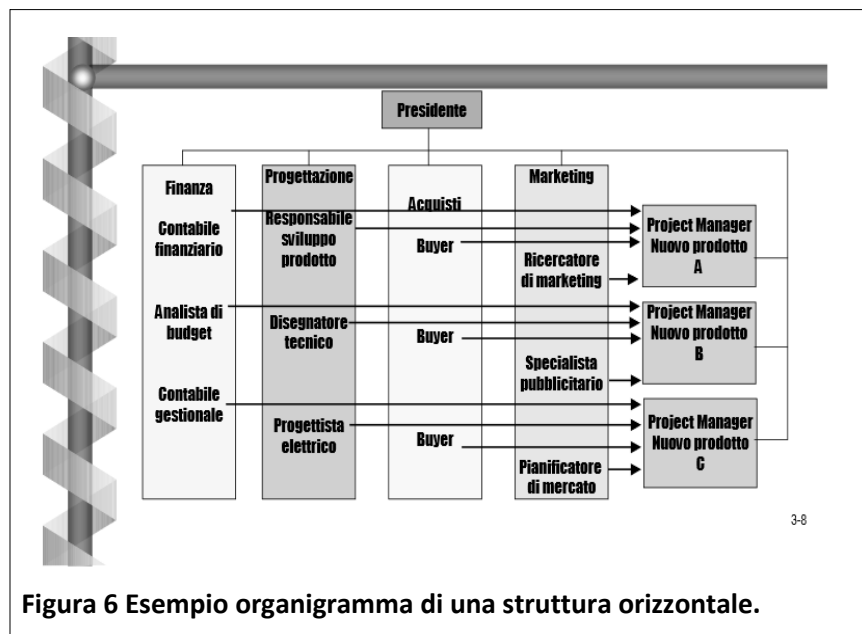 Presidente
Finanza
Contabile
finanziario
Analista di
budget
Contabile
gestionale
Progettazione
Responsabile
sviluppo
prodotto
Disegnatore
tecnico
Progettista
elettrico
Acquisti
Buyer
Buyer
Buyer
Marketing
Ricercatore
di marketing
Specialista
pubblicitario
Pianificatore
di mercato
Project Manager
Nuovo prodotto
A
Project Manager
Nuovo prodotto
B
Project Manager
Nuovo prodotto
C
3-8
Figura 6 Esempio organigramma di una struttura orizzontale.